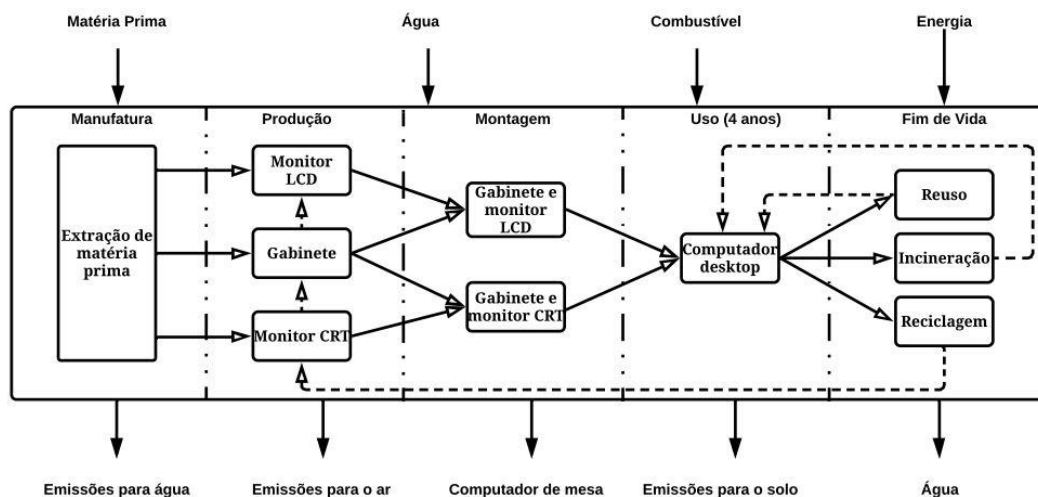 Matéria Prima
Água
Combustível
Energia
Manufatura
Produção
Montagem
Uso (4 anos)
Fim de Vida
Extração de
matéria
prima
Monitor
LCD
Gabinete
Monitor CRT
Gabinete e
monitor
LCD
Gabinete e
monitor CRT
Computador
desktop
Reuso
Incineração
Reciclagem
Emissões para água
Emissões para o ar
Computador de mesa
Emissões para o solo
Água